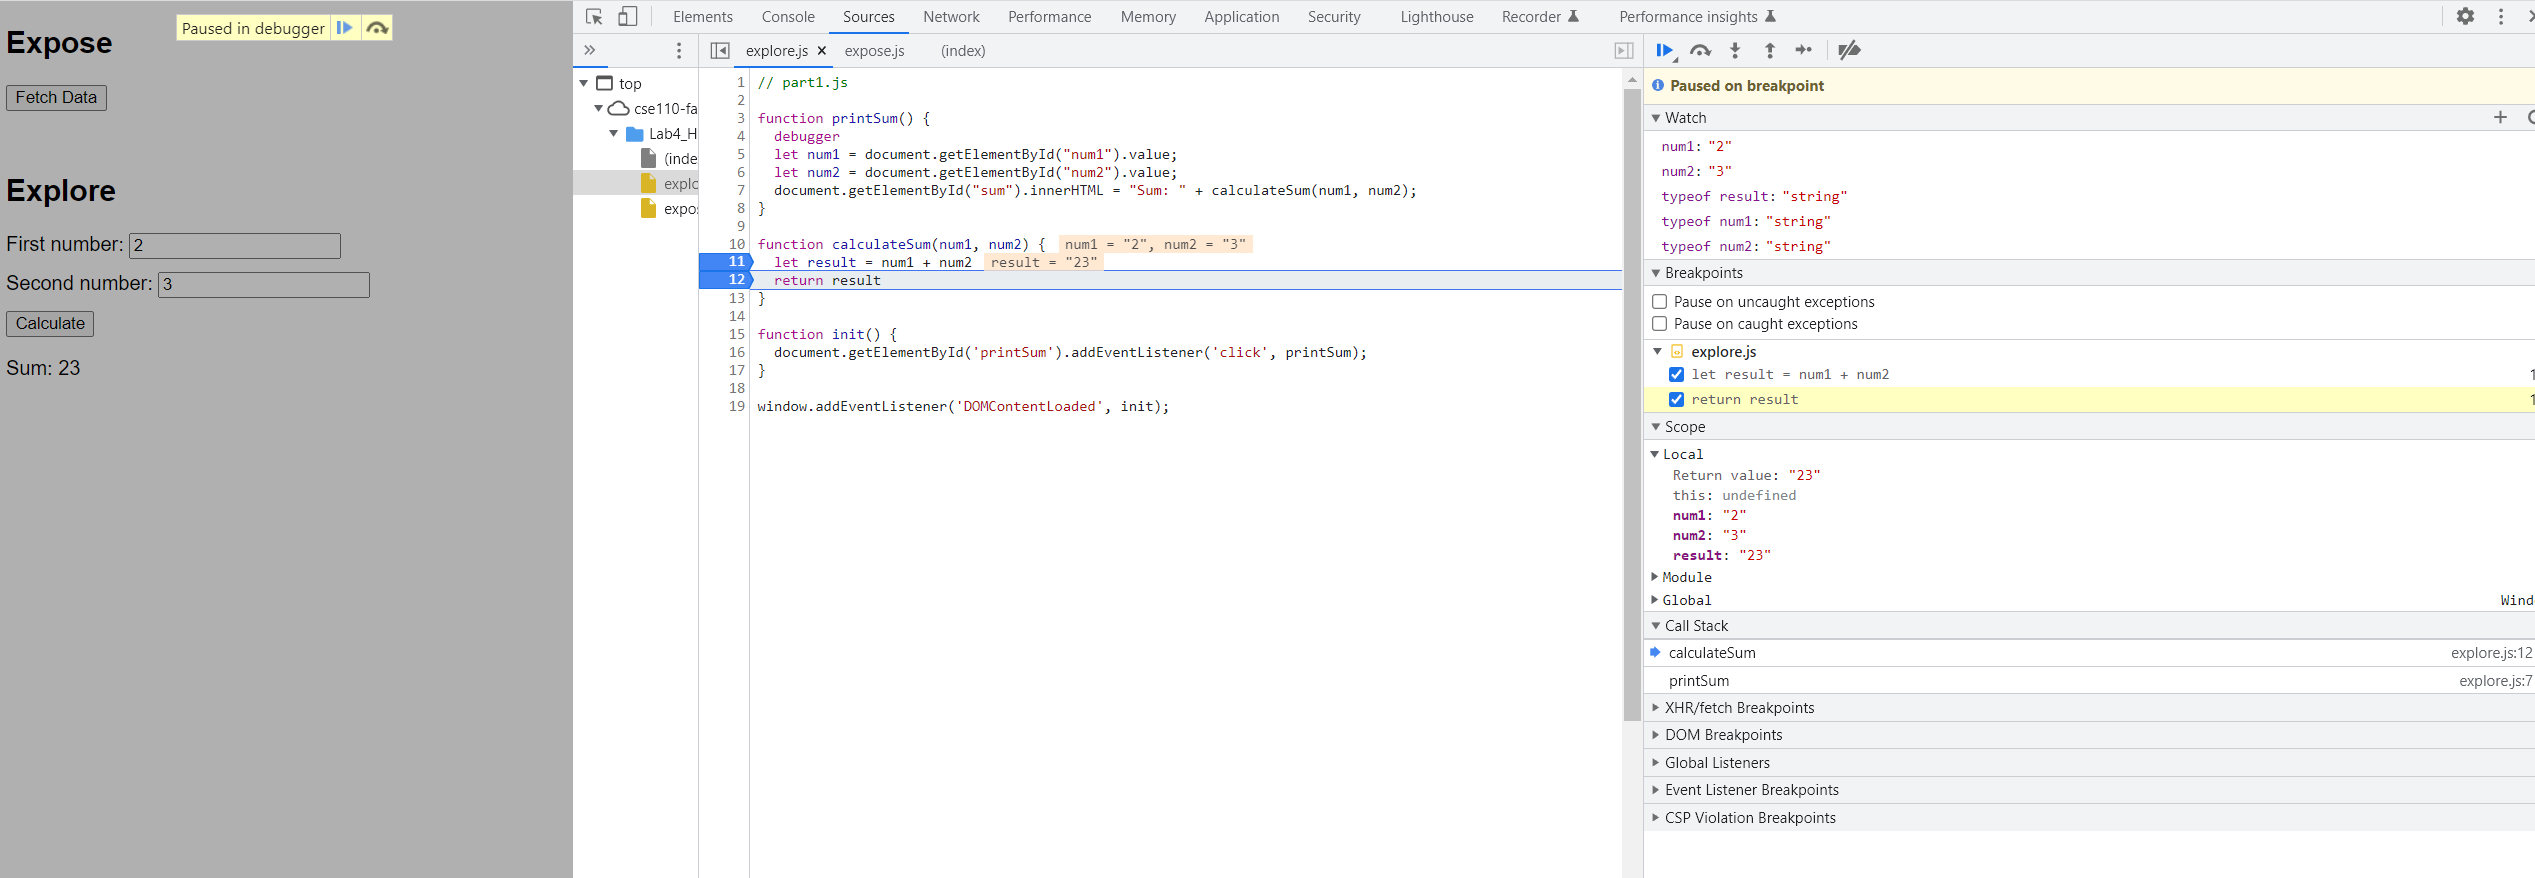 Expose
Paused in debugger
Fetch Data
Explore
First number: 2
Second number: 3
Calculate
Sum: 23
Elements Console Sources Network Performance Memory Application Security Lighthouse Recorder Performance insights
explore.js × expose.js (index)
top
cse110-fa
Lab4_H
(inde
explo
expo
1 // part1.js
2
3 function printSum() {
4 debugger
5 let num1 = document.getElementById("num1").value;
6 let num2 = document.getElementById("num2").value;
7 document.getElementById("sum").innerHTML = "Sum: " + calculateSum(num1, num2);
8 }
9
10 function calculateSum(num1, num2) { num1 = "2", num2 = "3"
11 let result = num1 + num2 result = "23"
12 return result
13 }
14
15 function init() {
16 document.getElementById('printSum').addEventListener('click', printSum);
17 }
18
19 window.addEventListener('DOMContentLoaded', init);
Paused on breakpoint
Watch
num1: "2"
num2: "3"
typeof result: "string"
typeof num1: "string"
typeof num2: "string"
Breakpoints
Pause on uncaught exceptions
Pause on caught exceptions
explore.js
let result = num1 + num2 1
return result 1
Scope
Local
Return value: "23"
this: undefined
num1: "2"
num2: "3"
result: "23"
Module
Global Wind
Call Stack
calculateSum explore.js:12
printSum explore.js:7
XHR/fetch Breakpoints
DOM Breakpoints
Global Listeners
Event Listener Breakpoints
CSP Violation Breakpoints